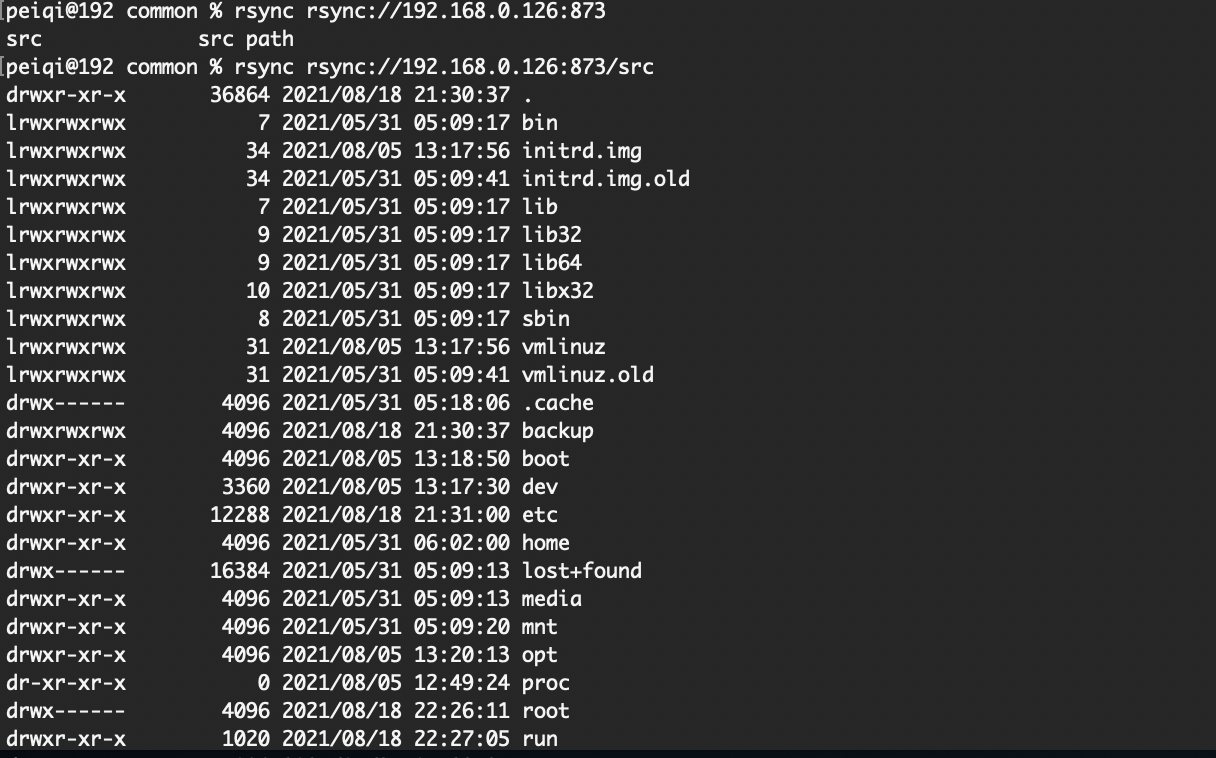 [peiqi@192 common % rsync rsync://192.168.0.126:873
src                src path
[peiqi@192 common % rsync rsync://192.168.0.126:873/src
drwxr-xr-x       36864 2021/08/18 21:30:37 .
lrwxrwxrwx           7 2021/05/31 05:09:17 bin
lrwxrwxrwx          34 2021/08/05 13:17:56 initrd.img
lrwxrwxrwx          34 2021/05/31 05:09:41 initrd.img.old
lrwxrwxrwx           7 2021/05/31 05:09:17 lib
lrwxrwxrwx           9 2021/05/31 05:09:17 lib32
lrwxrwxrwx           9 2021/05/31 05:09:17 lib64
lrwxrwxrwx          10 2021/05/31 05:09:17 libx32
lrwxrwxrwx           8 2021/05/31 05:09:17 sbin
lrwxrwxrwx          31 2021/08/05 13:17:56 vmlinuz
lrwxrwxrwx          31 2021/05/31 05:09:41 vmlinuz.old
drwx------        4096 2021/05/31 05:18:06 .cache
drwxrwxrwx        4096 2021/08/18 21:30:37 backup
drwxr-xr-x        4096 2021/08/05 13:18:50 boot
drwxr-xr-x        3360 2021/08/05 13:17:30 dev
drwxr-xr-x       12288 2021/08/18 21:31:00 etc
drwxr-xr-x        4096 2021/05/31 06:02:00 home
drwx------       16384 2021/05/31 05:09:13 lost+found
drwxr-xr-x        4096 2021/05/31 05:09:13 media
drwxr-xr-x        4096 2021/05/31 05:09:20 mnt
drwxr-xr-x        4096 2021/08/05 13:20:13 opt
dr-xr-xr-x           0 2021/08/05 12:49:24 proc
drwx------        4096 2021/08/18 22:26:11 root
drwxr-xr-x        1020 2021/08/18 22:27:05 run